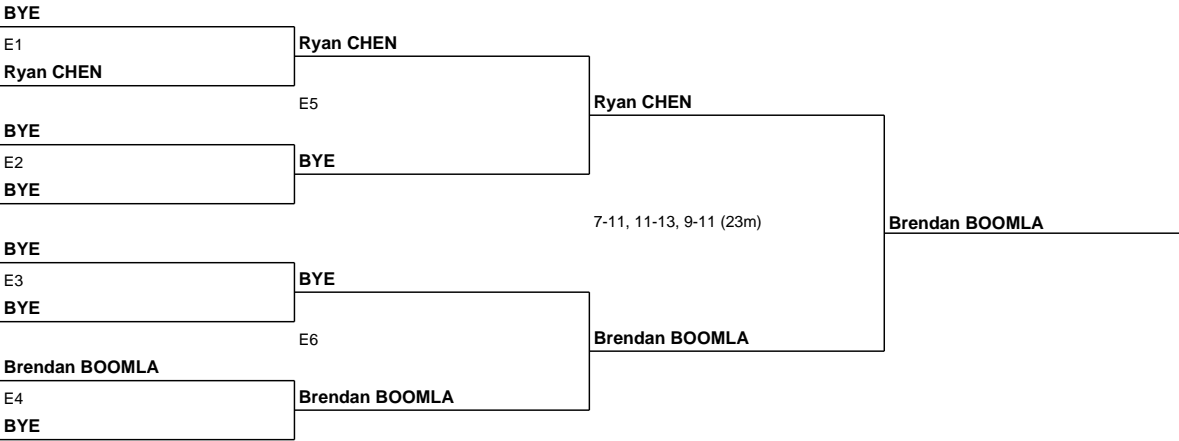 BYE
E1
Ryan CHEN
BYE
E2
BYE
BYE
E3
BYE
Brendan BOOMLA
E4
BYE
Ryan CHEN
E5
BYE
BYE
E6
Brendan BOOMLA
Ryan CHEN
7-11, 11-13, 9-11 (23m)
Brendan BOOMLA
Brendan BOOMLA